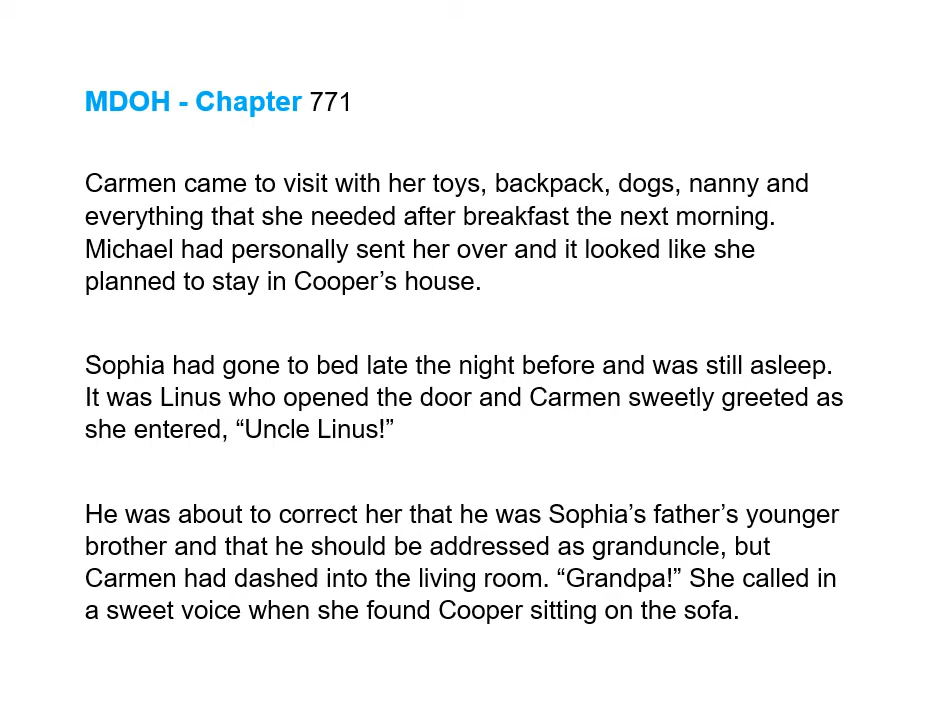 MDOH - Chapter 771
Carmen came to visit with her toys, backpack, dogs, nanny and
everything that she needed after breakfast the next morning.
Michael had personally sent her over and it looked like she
planned to stay in Cooper’s house.
Sophia had gone to bed late the night before and was still asleep.
It was Linus who opened the door and Carmen sweetly greeted as
she entered, “Uncle Linus!”
He was about to correct her that he was Sophia’s father’s younger
brother and that he should be addressed as granduncle, but
Carmen had dashed into the living room. “Grandpa!” She called in
a sweet voice when she found Cooper sitting on the sofa.